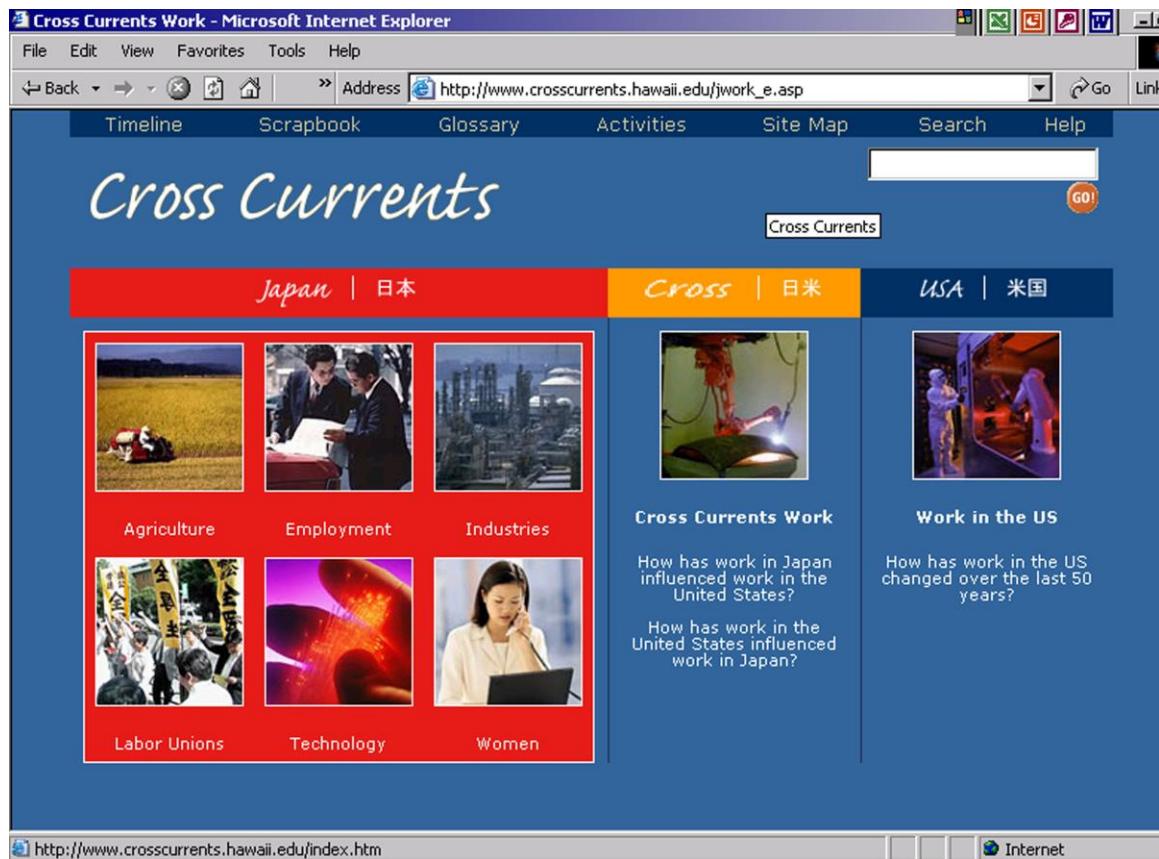 Cross Currents Work - Microsoft Internet Explorer
File Edit View Favorites Tools Help
Back » Address http://www.crosscurrents.hawaii.edu/jwork_e.asp Go
Timeline Scrapbook Glossary Activities Site Map Search Help
Cross Currents
GO!
Cross Currents
Japan | 日本
Cross | 日米
USA | 米国
Agriculture Employment Industries
Labor Unions Technology Women
Cross Currents Work
How has work in Japan
influenced work in the
United States?
How has work in the
United States influenced
work in Japan?
Work in the US
How has work in the US
changed over the last 50
years?
http://www.crosscurrents.hawaii.edu/index.htm Internet